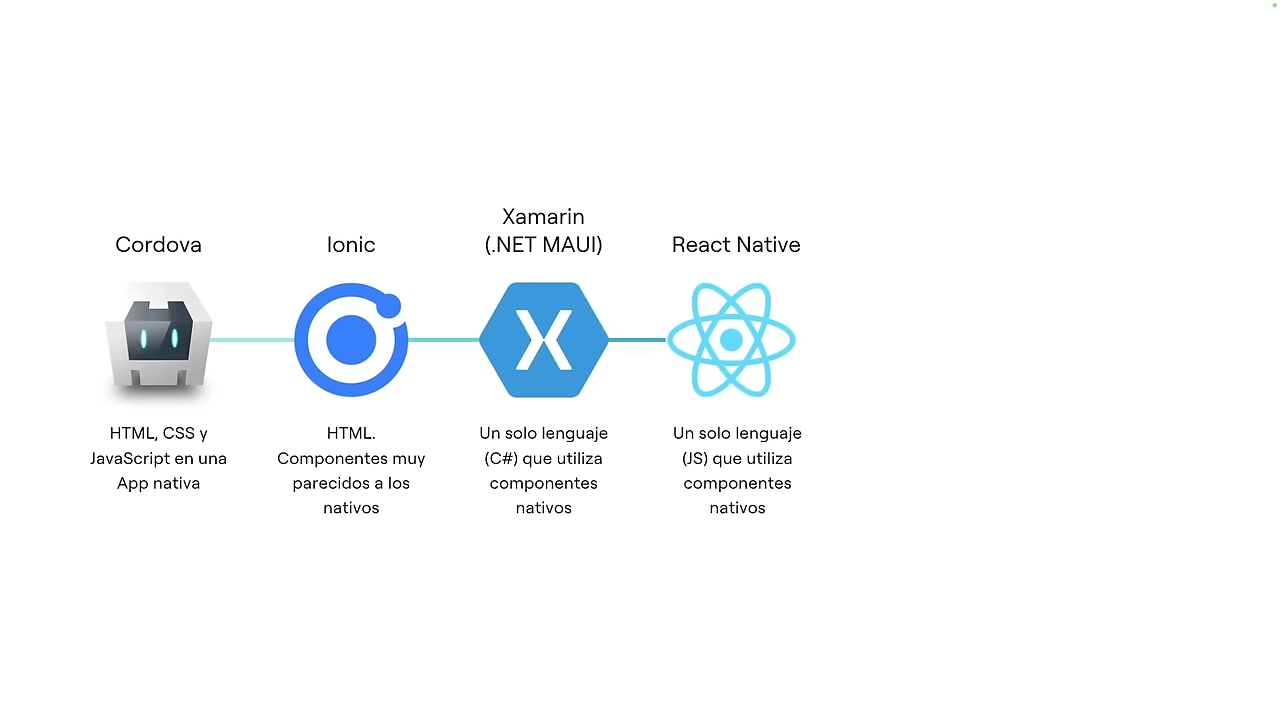 Cordova
HTML, CSS y
JavaScript en una
App nativa
Ionic
HTML.
Componentes muy
parecidos a los
nativos
Xamarin
(.NET MAUI)
X
Un solo lenguaje
(C#) que utiliza
componentes
nativos
React Native
Un solo lenguaje
(JS) que utiliza
componentes
nativos